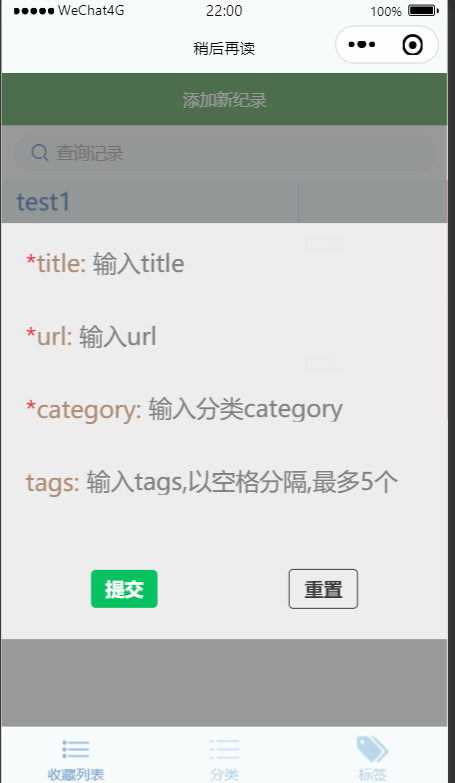 WeChat4G 22:00 100%
稍后再读
添加新纪录
查询记录
test1
*title: 输入title
*url: 输入url
*category: 输入分类category
tags: 输入tags,以空格分隔,最多5个
提交 重置
收藏列表 分类 标签